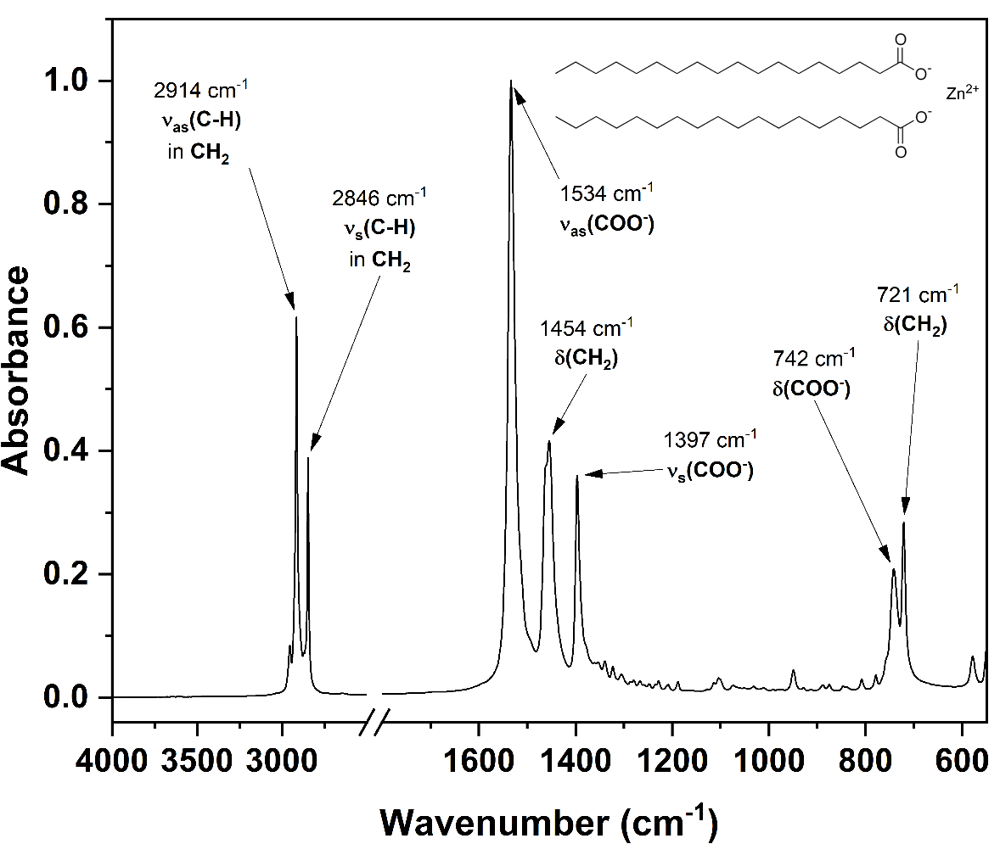 O
O⁻
Zn²⁺
O⁻
O
2914 cm⁻¹
νas(C-H)
in CH₂
2846 cm⁻¹
νs(C-H)
in CH₂
1534 cm⁻¹
νas(COO⁻)
1454 cm⁻¹
δ(CH₂)
1397 cm⁻¹
νs(COO⁻)
742 cm⁻¹
δ(COO⁻)
721 cm⁻¹
δ(CH₂)
Absorbance
1.0
0.8
0.6
0.4
0.2
0.0
4000 3500 3000 1600 1400 1200 1000 800 600
Wavenumber (cm⁻¹)